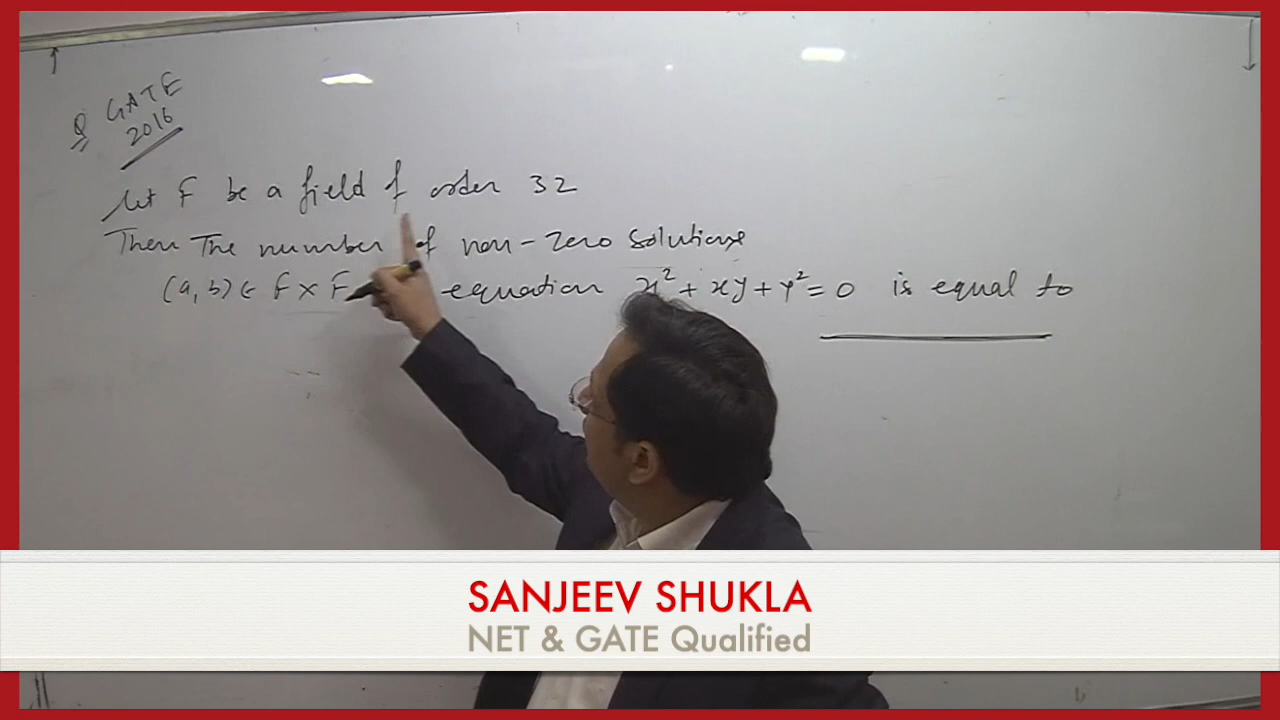 Q GATE
2016
Let F be a field of order 32
Then The number of non-zero solutions
(a,b)∈ F×F equation x²+xy+y²=0 is equal to
SANJEEV SHUKLA
NET & GATE Qualified